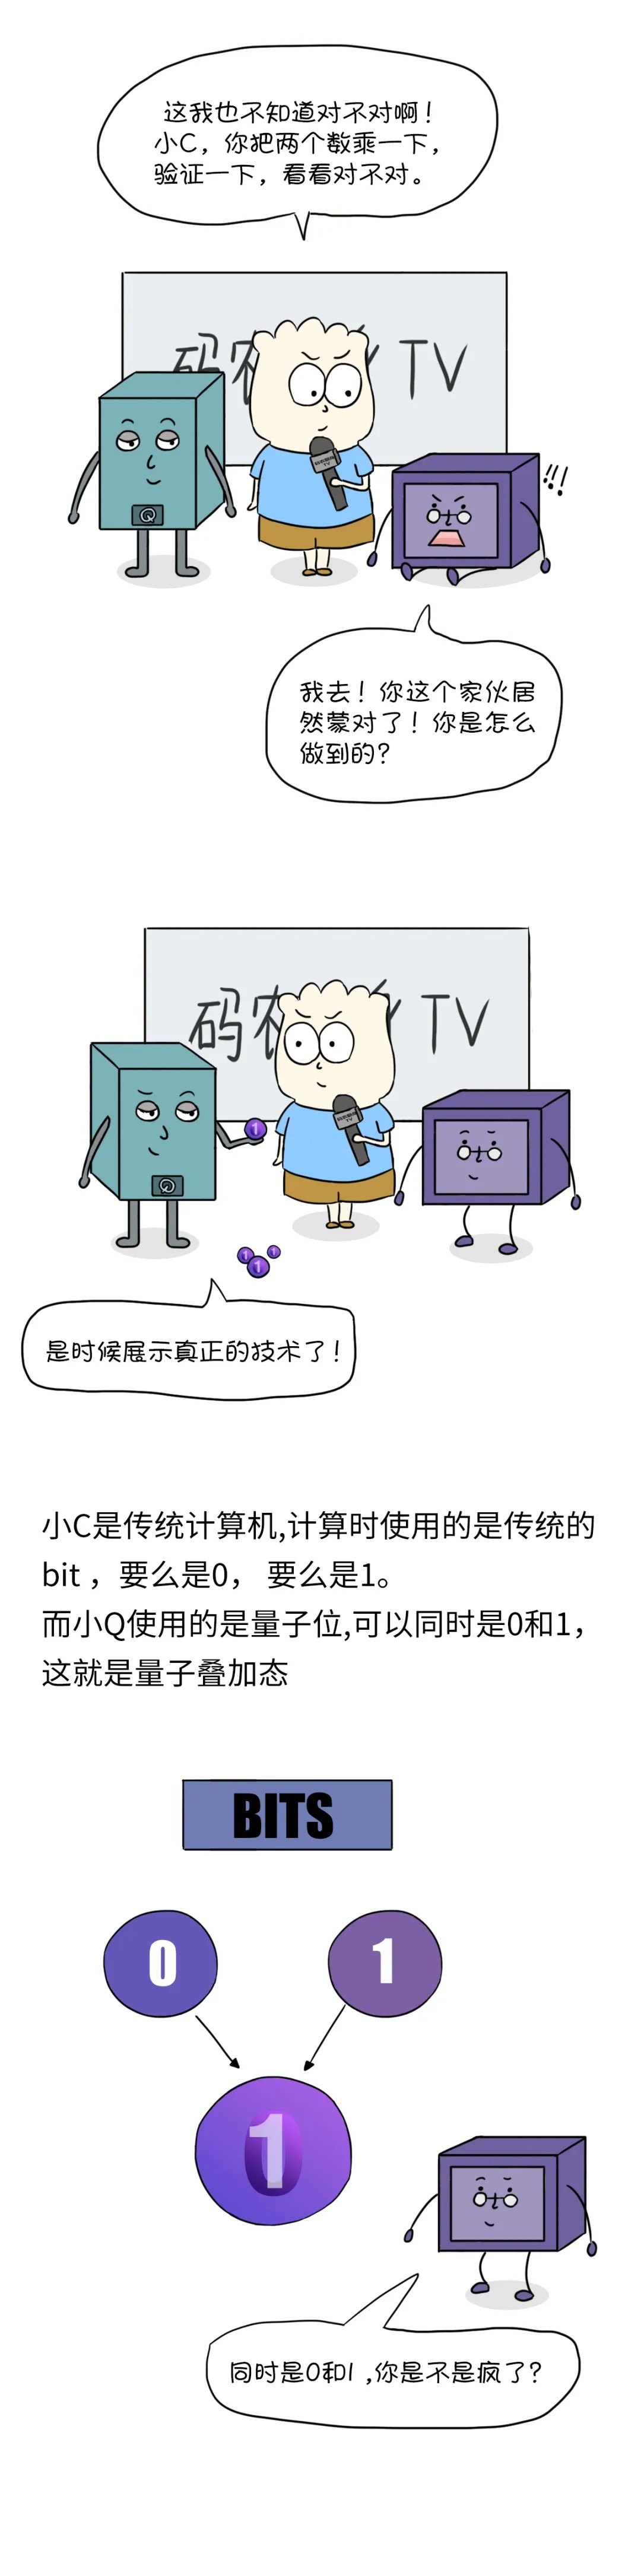 这我也不知道对不对啊！
小C，你把两个数乘一下，
验证一下，看看对不对。
码农 TV
Q
我去！你这个家伙居
然蒙对了！你是怎么
做到的？
码农 TV
1
Q
1
1
1
是时候展示真正的技术了！
小C是传统计算机,计算时使用的是传统的
bit ，要么是0， 要么是1。
而小Q使用的是量子位,可以同时是0和1，
这就是量子叠加态
BITS
0 1
0 1
同时是0和1 ,你是不是疯了？